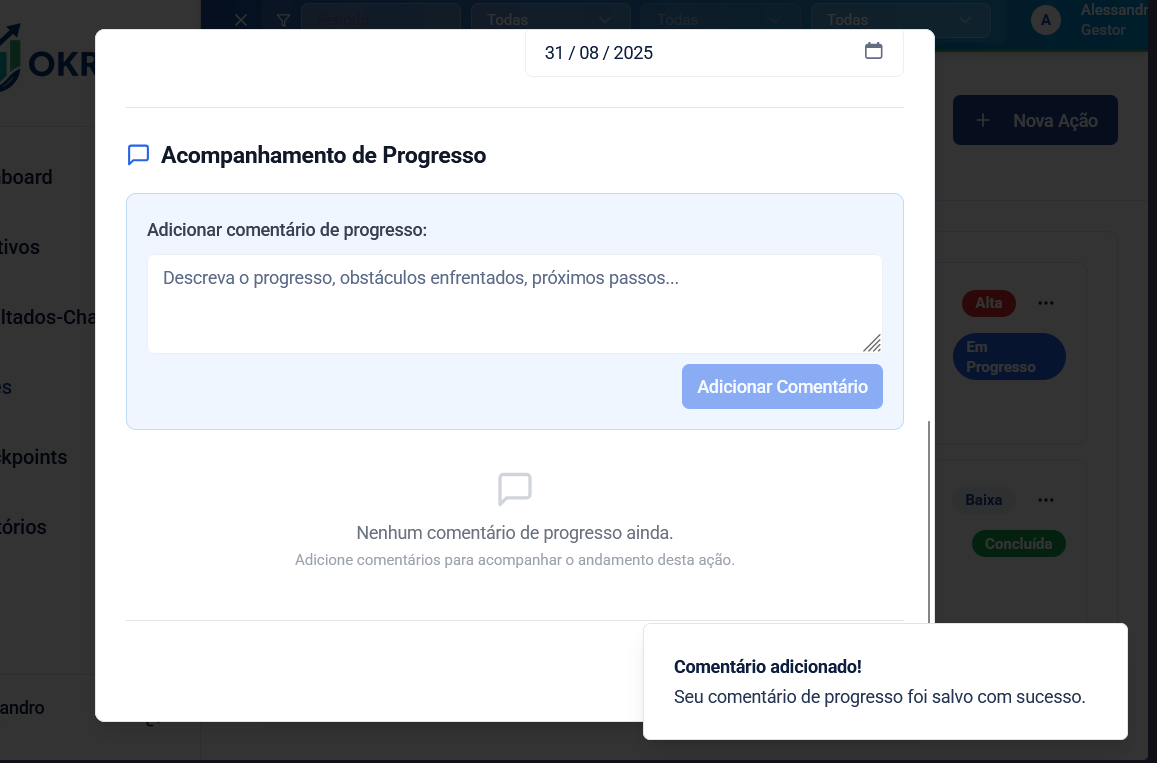 Período
Todas
Todas
Todas
A
Alessandr
Gestor
OKR
31 / 08 / 2025
Nova Ação
Acompanhamento de Progresso
board
Adicionar comentário de progresso:
tivos
Descreva o progresso, obstáculos enfrentados, próximos passos...
Alta
ltados-Cha
Em
Progresso
Adicionar Comentário
es
kpoints
Baixa
tórios
Nenhum comentário de progresso ainda.
Concluída
Adicione comentários para acompanhar o andamento desta ação.
Comentário adicionado!
Seu comentário de progresso foi salvo com sucesso.
andro